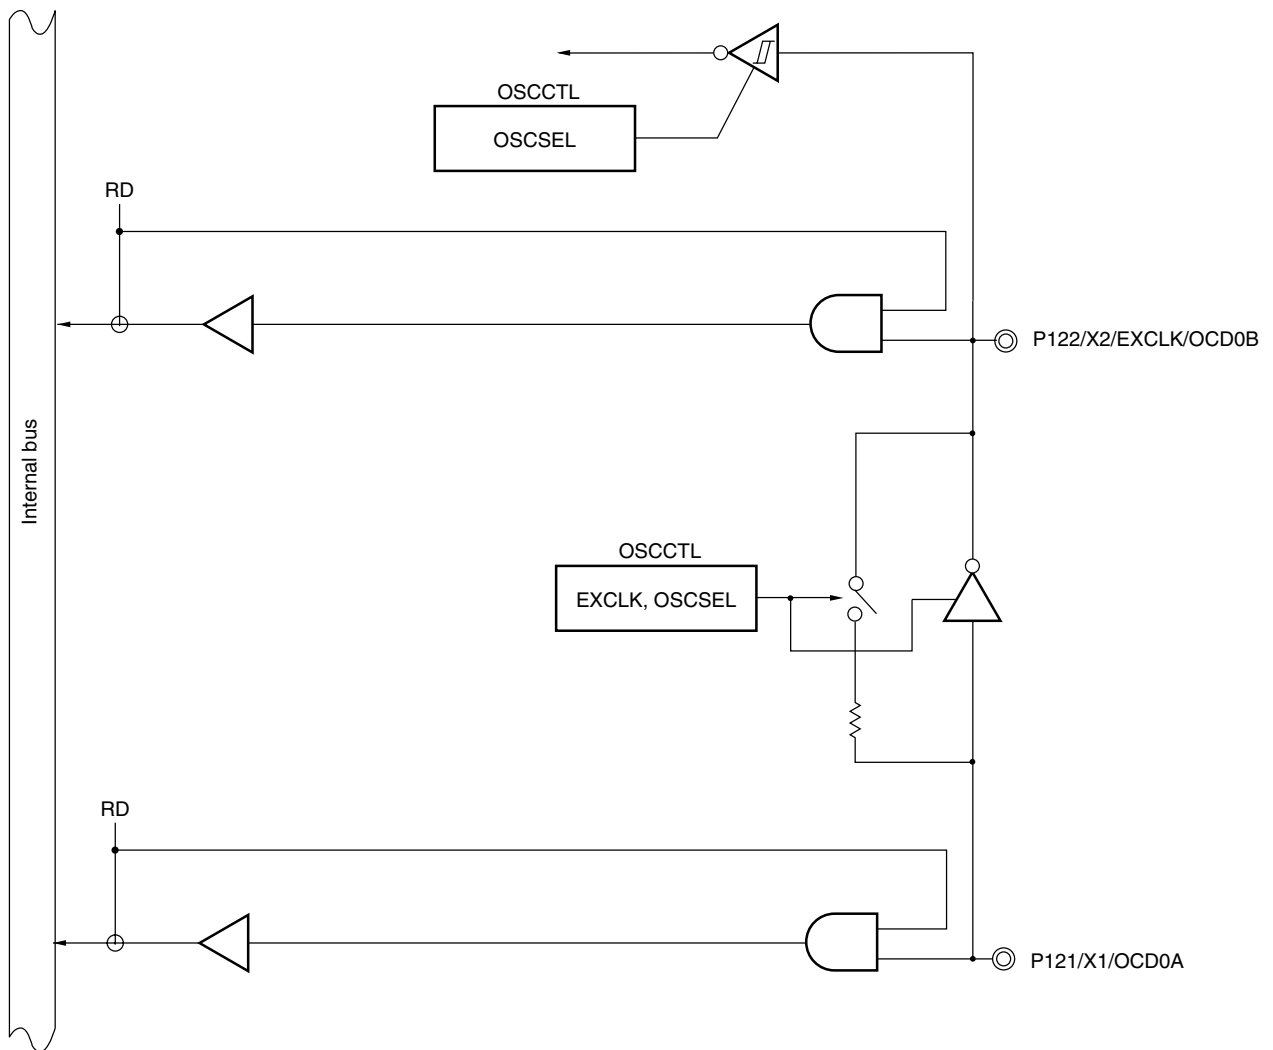 OSCCTL
OSCSEL
RD
P122/X2/EXCLK/OCD0B
Internal bus
OSCCTL
EXCLK, OSCSEL
RD
P121/X1/OCD0A